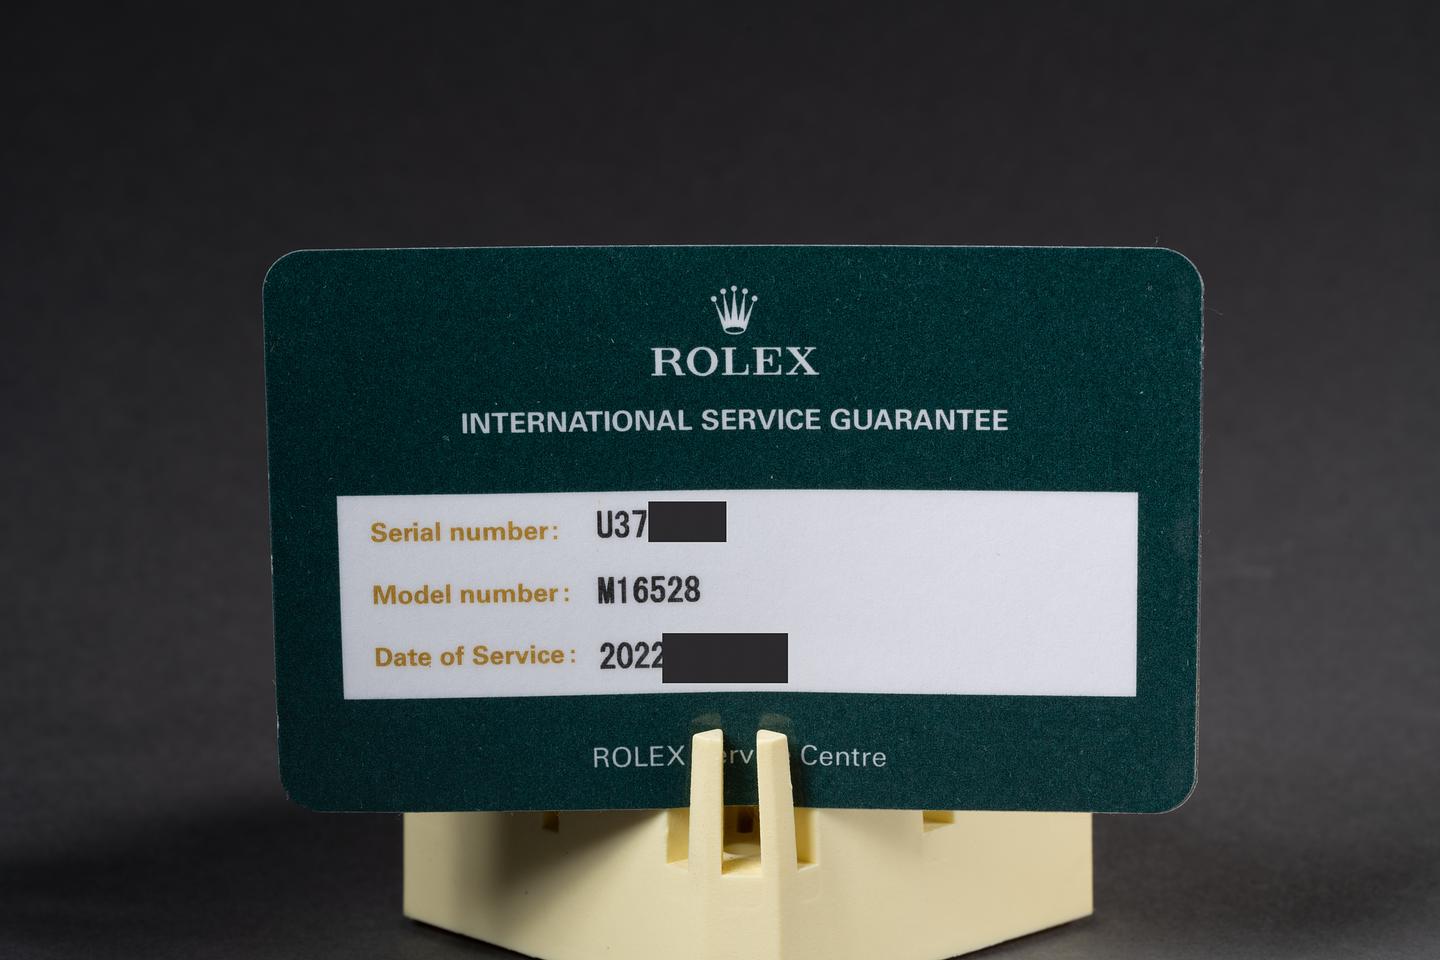 ROLEX
INTERNATIONAL SERVICE GUARANTEE
Serial number: U37
Model number: M16528
Date of Service: 2022
ROLEX Centre